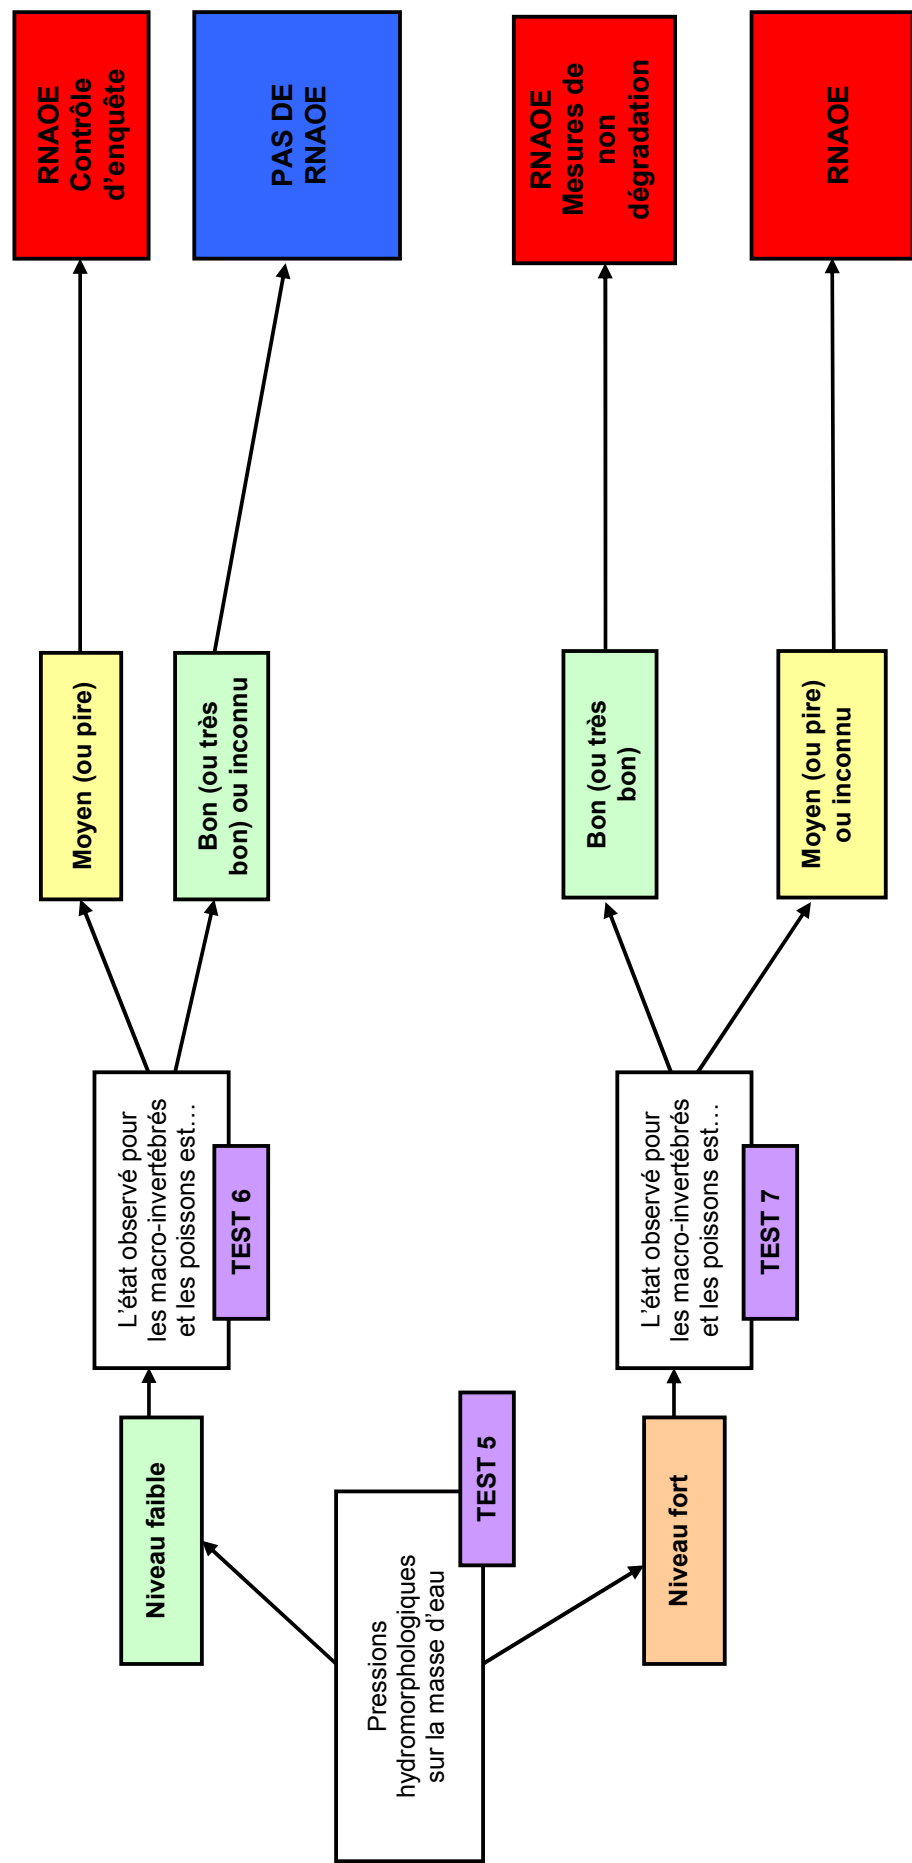 Pressions
hydromorphologiques
sur la masse d'eau
TEST 5
Niveau faible
L'état observé pour
les macro-invertébrés
et les poissons est…
TEST 6
Moyen (ou pire)
RNAOE
Contrôle
d'enquête
Bon (ou très
bon) ou inconnu
PAS DE
RNAOE
Niveau fort
L'état observé pour
les macro-invertébrés
et les poissons est…
TEST 7
Bon (ou très
bon)
RNAOE
Mesures de
non
dégradation
Moyen (ou pire)
ou inconnu
RNAOE